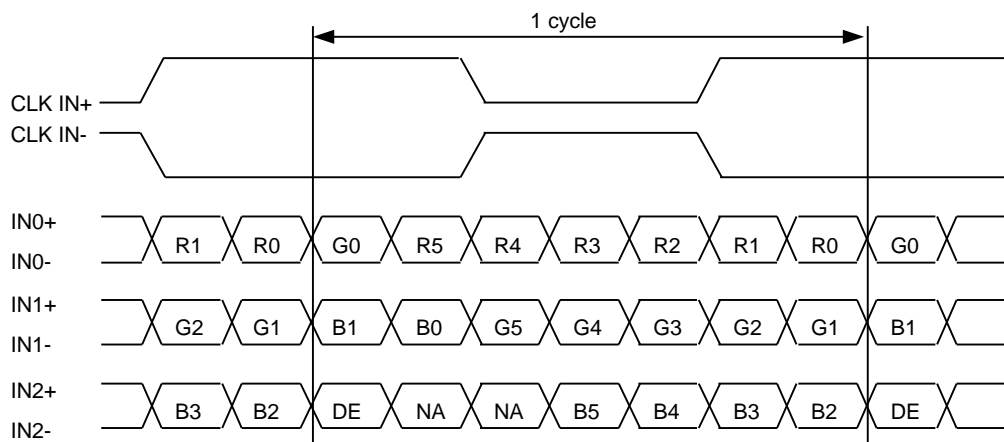 1 cycle
CLK IN+
CLK IN-
IN0+
R1 R0 G0 R5 R4 R3 R2 R1 R0 G0
IN0-
IN1+
G2 G1 B1 B0 G5 G4 G3 G2 G1 B1
IN1-
IN2+
B3 B2 DE NA NA B5 B4 B3 B2 DE
IN2-